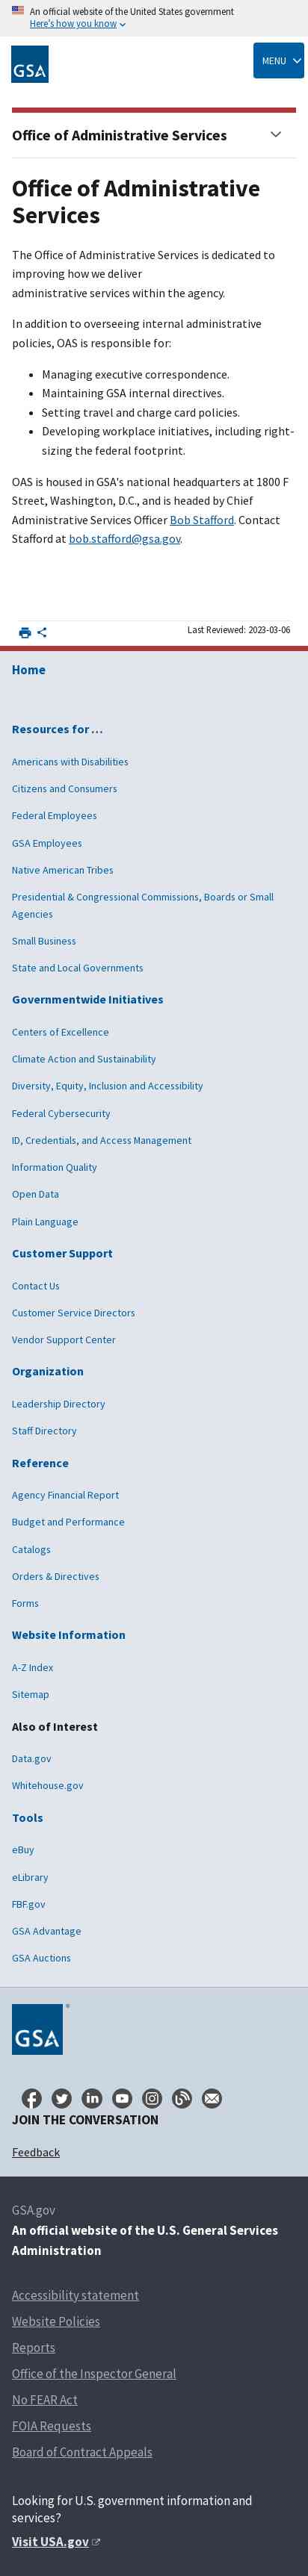 An official website of the United States government
Here's how you know
GSA
MENU
Office of Administrative Services
Office of Administrative
Services
The Office of Administrative Services is dedicated to
improving how we deliver
administrative services within the agency.
In addition to overseeing internal administrative
policies, OAS is responsible for:
• Managing executive correspondence.
• Maintaining GSA internal directives.
• Setting travel and charge card policies.
• Developing workplace initiatives, including right-
sizing the federal footprint.
OAS is housed in GSA's national headquarters at 1800 F
Street, Washington, D.C., and is headed by Chief
Administrative Services Officer Bob Stafford. Contact
Stafford at bob.stafford@gsa.gov.
Last Reviewed: 2023-03-06
Home
Resources for …
Americans with Disabilities
Citizens and Consumers
Federal Employees
GSA Employees
Native American Tribes
Presidential & Congressional Commissions, Boards or Small
Agencies
Small Business
State and Local Governments
Governmentwide Initiatives
Centers of Excellence
Climate Action and Sustainability
Diversity, Equity, Inclusion and Accessibility
Federal Cybersecurity
ID, Credentials, and Access Management
Information Quality
Open Data
Plain Language
Customer Support
Contact Us
Customer Service Directors
Vendor Support Center
Organization
Leadership Directory
Staff Directory
Reference
Agency Financial Report
Budget and Performance
Catalogs
Orders & Directives
Forms
Website Information
A-Z Index
Sitemap
Also of Interest
Data.gov
Whitehouse.gov
Tools
eBuy
eLibrary
FBF.gov
GSA Advantage
GSA Auctions
GSA®
JOIN THE CONVERSATION
Feedback
GSA.gov
An official website of the U.S. General Services
Administration
Accessibility statement
Website Policies
Reports
Office of the Inspector General
No FEAR Act
FOIA Requests
Board of Contract Appeals
Looking for U.S. government information and
services?
Visit USA.gov